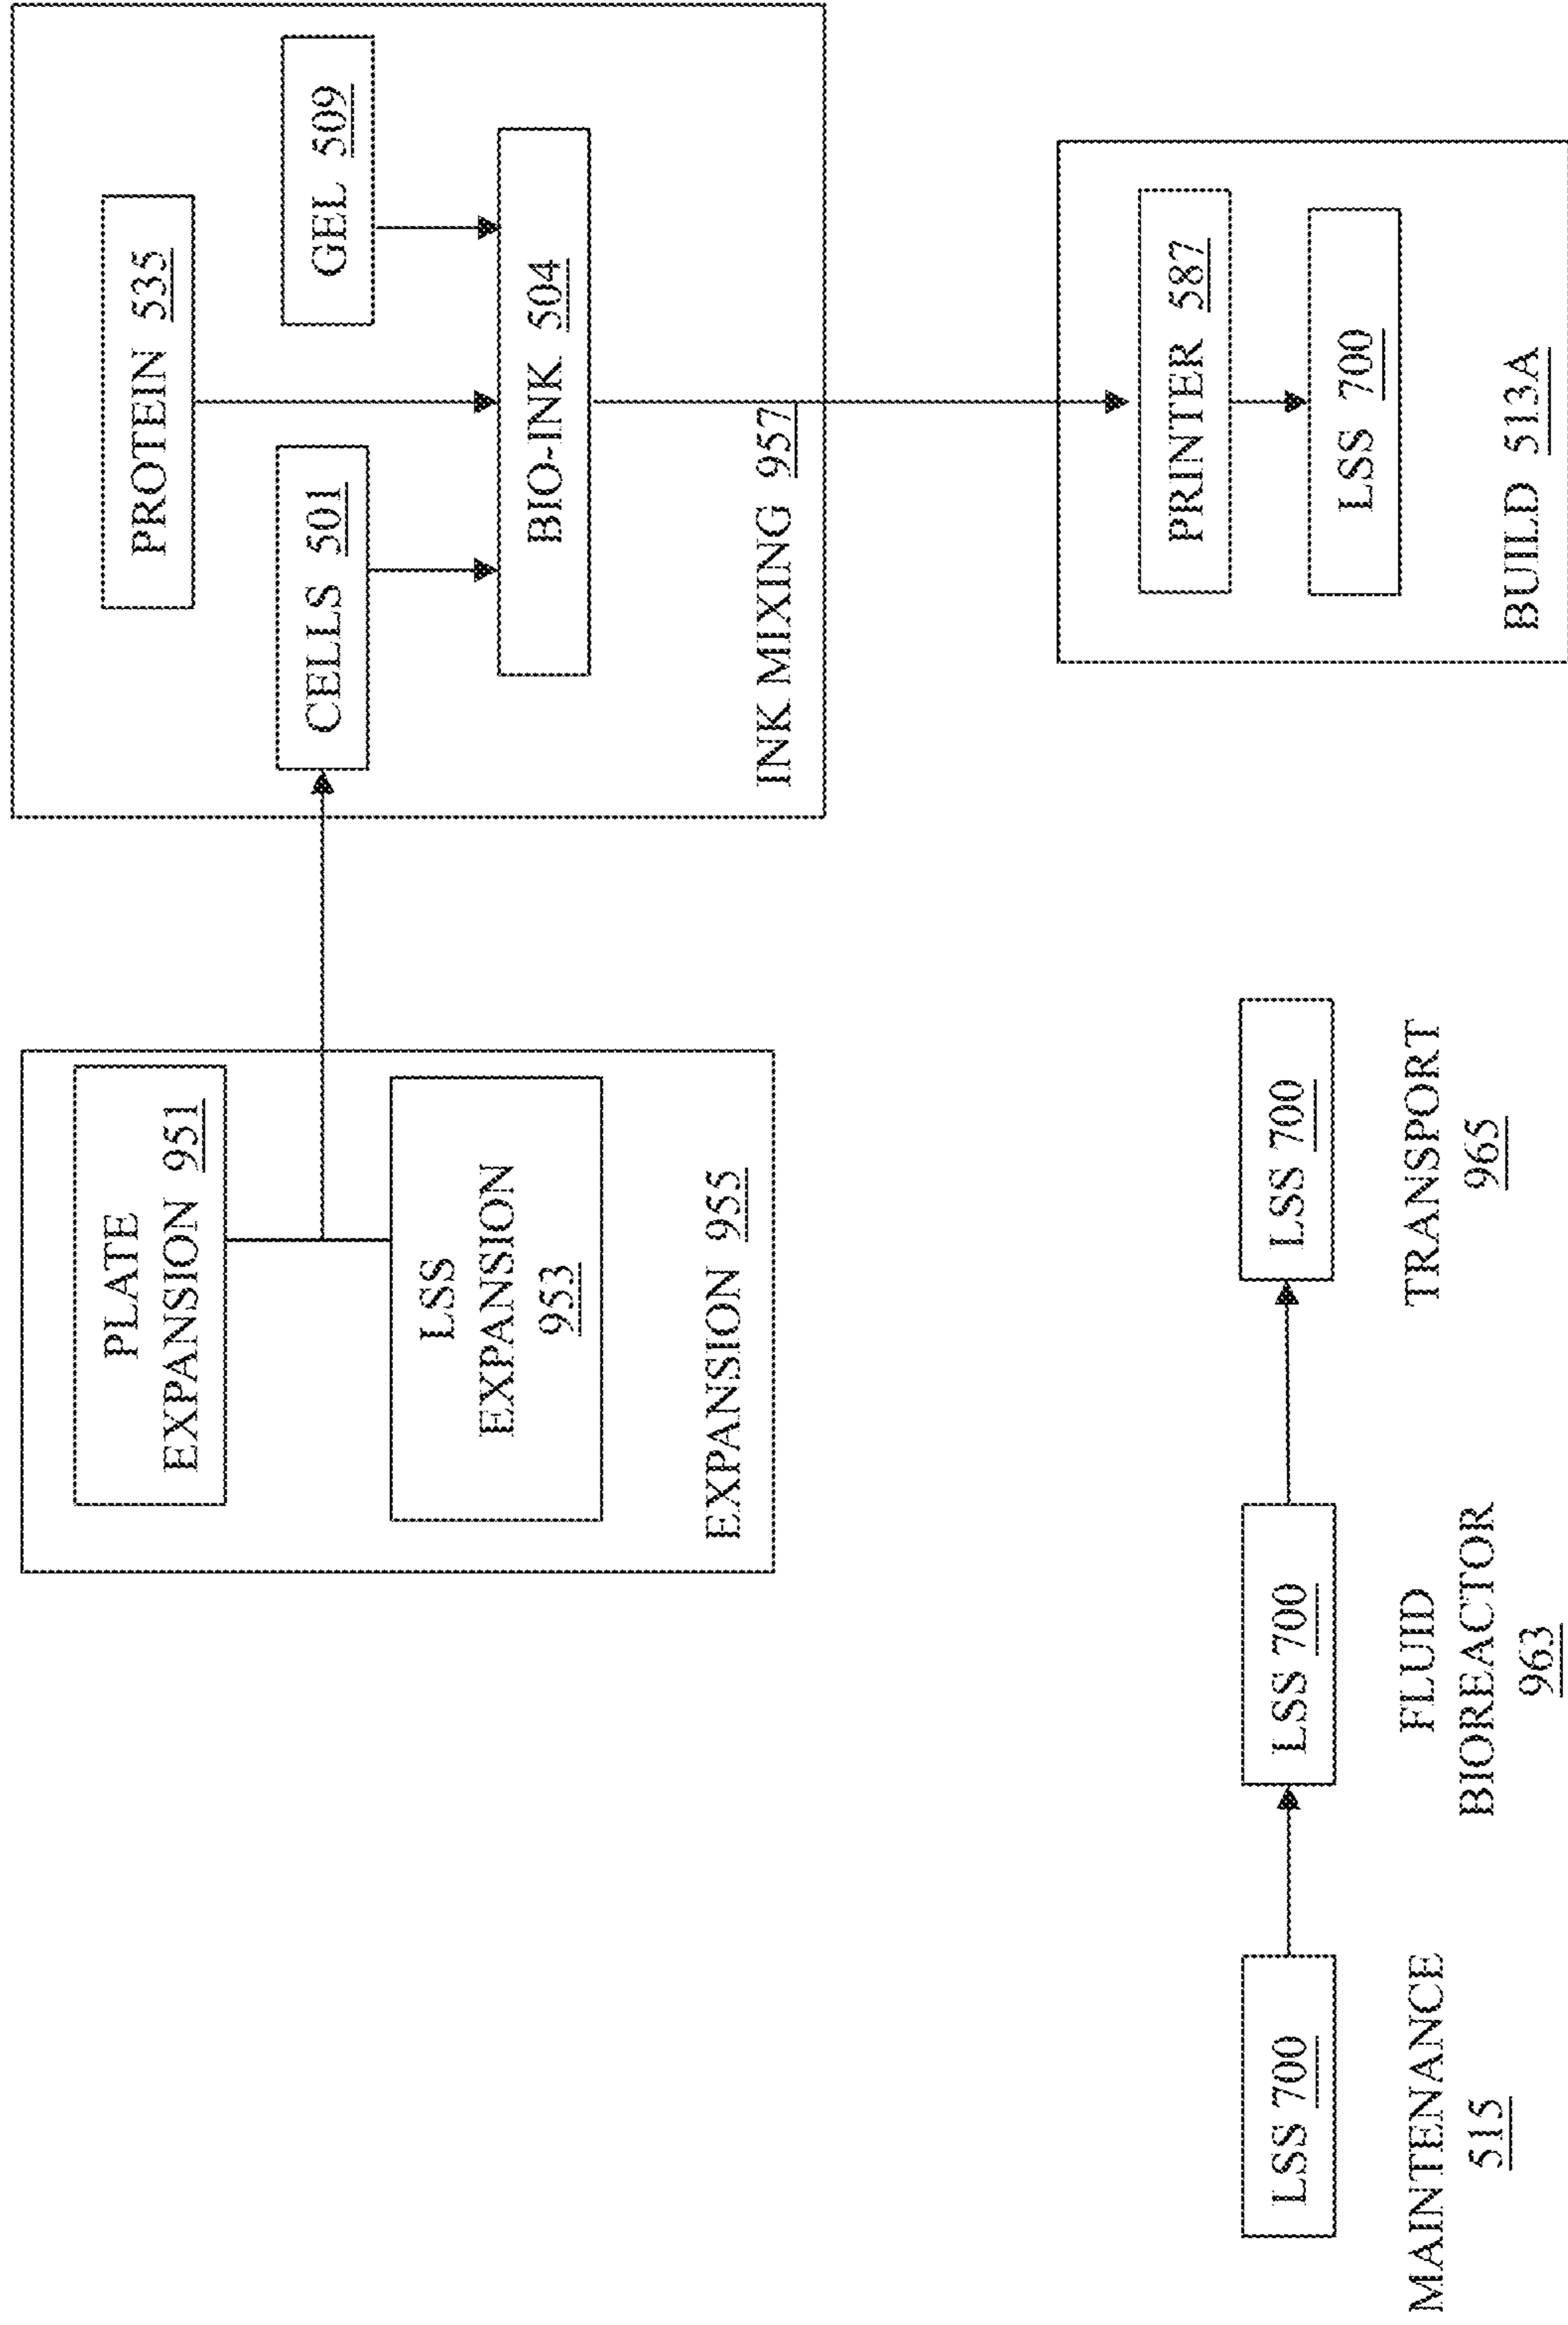 PLATE
EXPANSION 951
LSS
EXPANSION
953
EXPANSION 955
PROTEIN 535
CELLS 501
GEL 509
BIO-INK 504
INK MIXING 957
PRINTER 587
LSS 700
BUILD 513A
LSS 700
MAINTENANCE
515
LSS 700
FLUID
BIOREACTOR
963
LSS 700
TRANSPORT
965